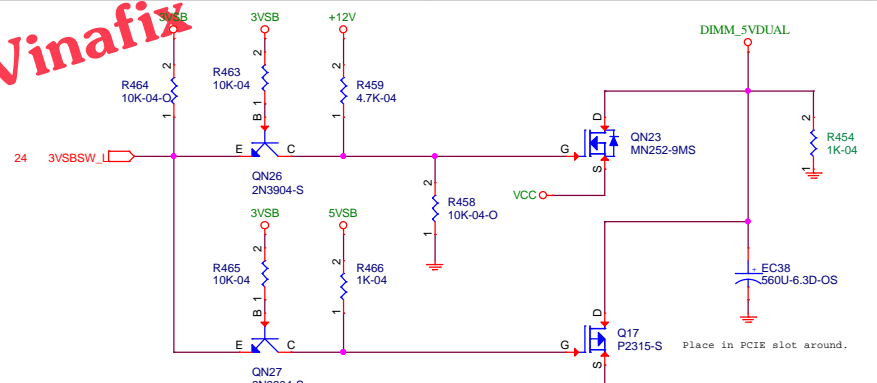 Vinafix
3VSB
3VSB
+12V
DIMM_5VDUAL
R464
10K-04-O
R463
10K-04
R459
4.7K-04
2
1
2
1
B
2
1
E
C
QN26
2N3904-S
24
3VSBSW_L
D
G
S
QN23
MN252-9MS
VCC
2
1
R454
1K-04
2
1
R458
10K-04-O
3VSB
5VSB
R465
10K-04
R466
1K-04
2
1
B
2
1
E
C
QN27
D
G
S
Q17
P2315-S
+
EC38
560U-6.3D-OS
Place in PCIE slot around.